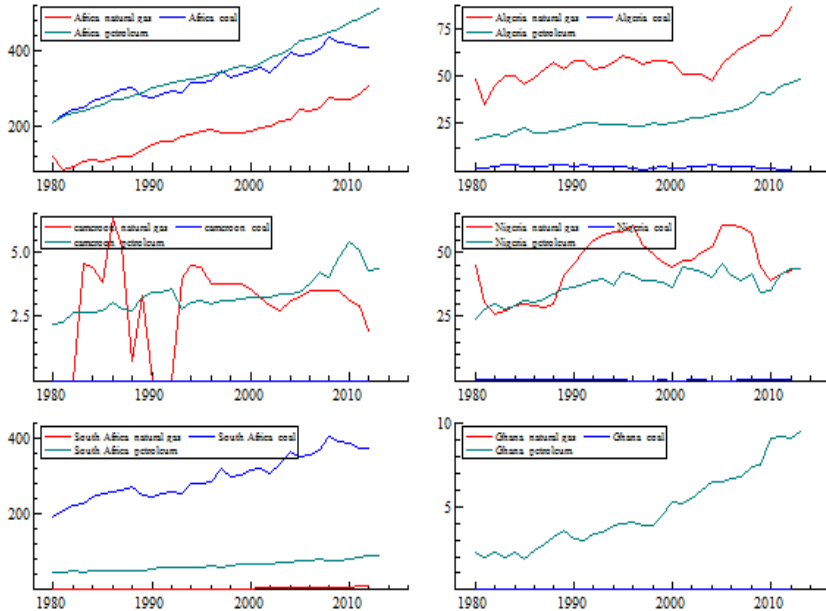 Africa natural gas Africa coal
Africa petroleum
400
200
1980 1990 2000 2010
Algeria natural gas Algeria coal
Algeria petroleum
75
50
25
1980 1990 2000 2010
cameroon natural gas cameroon coal
cameroon petroleum
5.0
2.5
1980 1990 2000 2010
Nigeria natural gas Nigeria coal
Nigeria petroleum
50
25
1980 1990 2000 2010
South Africa natural gas South Africa coal
South Africa petroleum
400
200
1980 1990 2000 2010
10
Ghana natural gas Ghana coal
Ghana petroleum
5
1980 1990 2000 2010